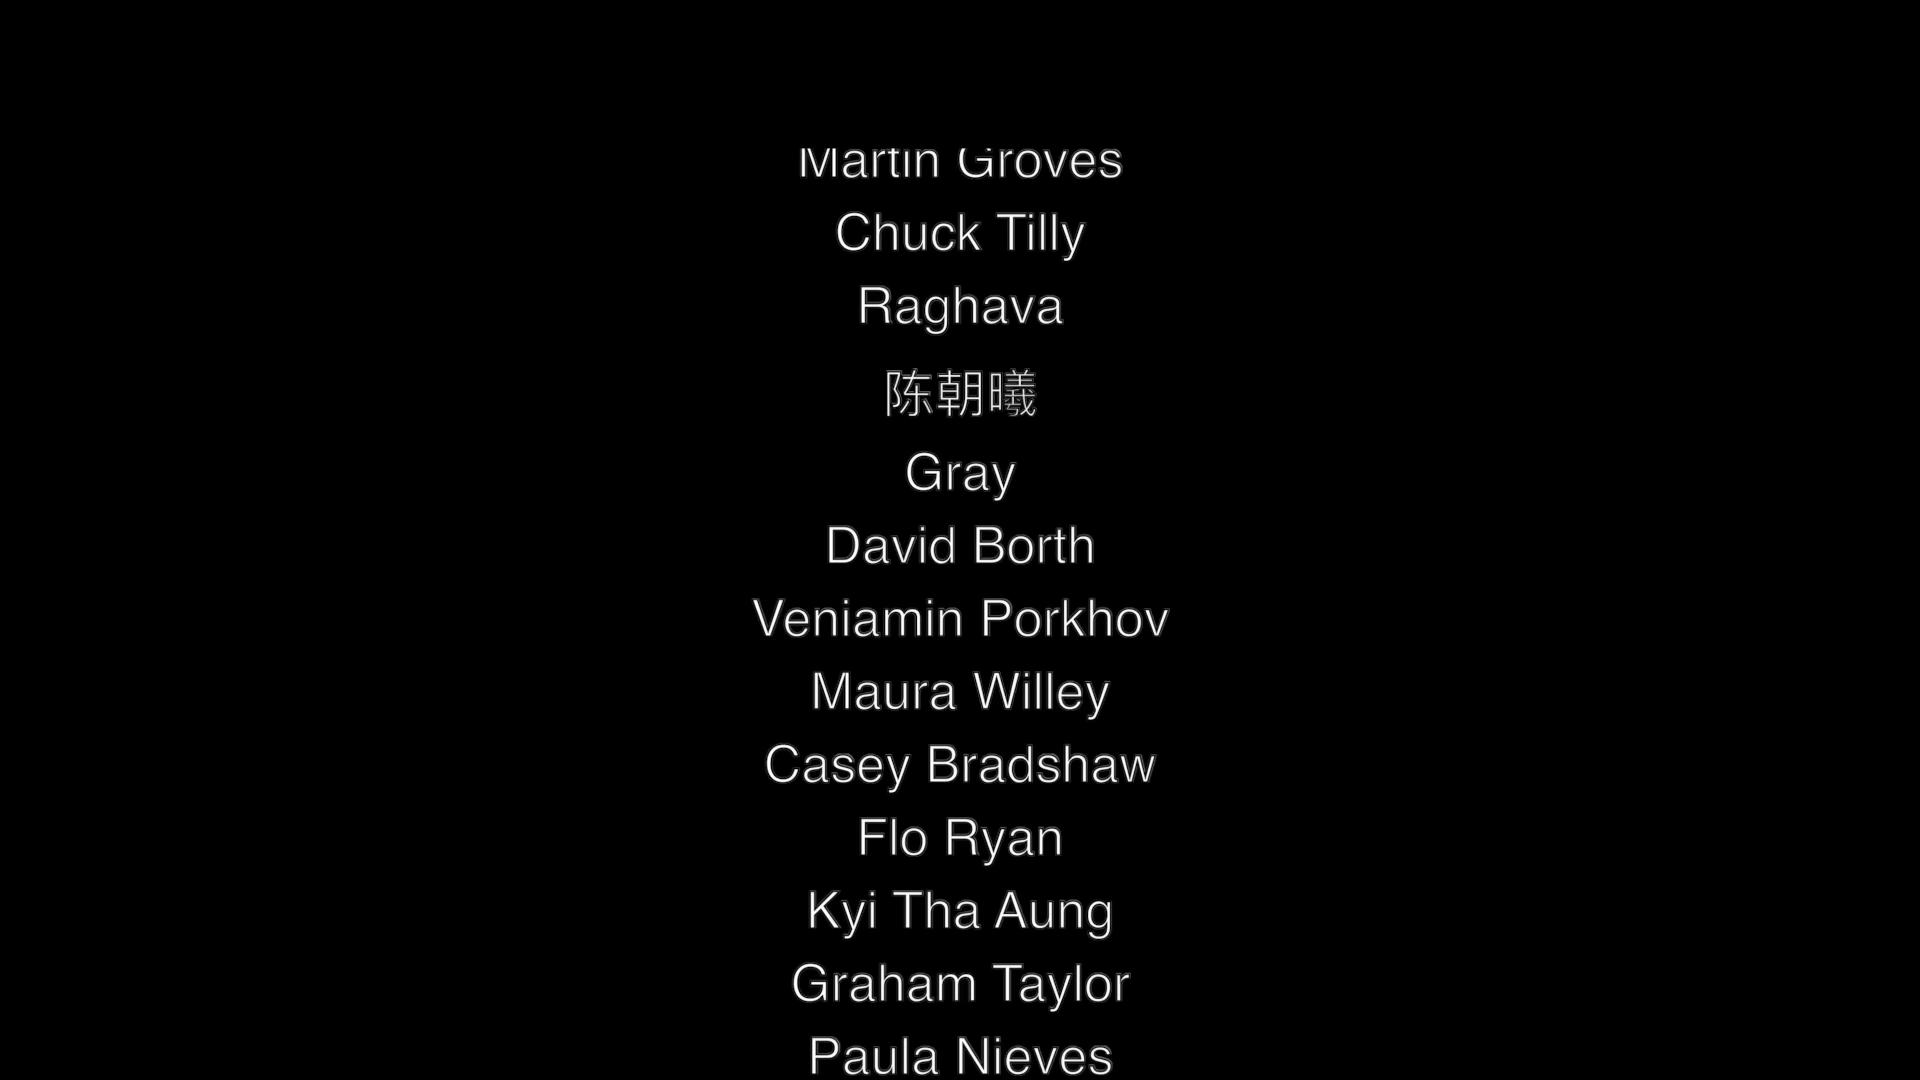 Martin Groves
Chuck Tilly
Raghava
陈朝曦
Gray
David Borth
Veniamin Porkhov
Maura Willey
Casey Bradshaw
Flo Ryan
Kyi Tha Aung
Graham Taylor
Paula Nieves